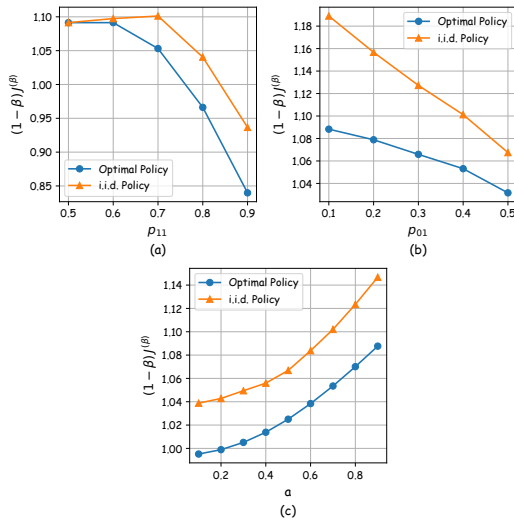 1.10
1.05
1.00
0.95
0.90
0.85
(1 − β)J^(β)
Optimal Policy
i.i.d. Policy
0.5 0.6 0.7 0.8 0.9
p₁₁
(a)
1.18
1.16
1.14
1.12
1.10
1.08
1.06
1.04
(1 − β)J^(β)
Optimal Policy
i.i.d. Policy
0.1 0.2 0.3 0.4 0.5
p₀₁
(b)
1.14
1.12
1.10
1.08
1.06
1.04
1.02
1.00
(1 − β)J^(β)
Optimal Policy
i.i.d. Policy
0.2 0.4 0.6 0.8
a
(c)